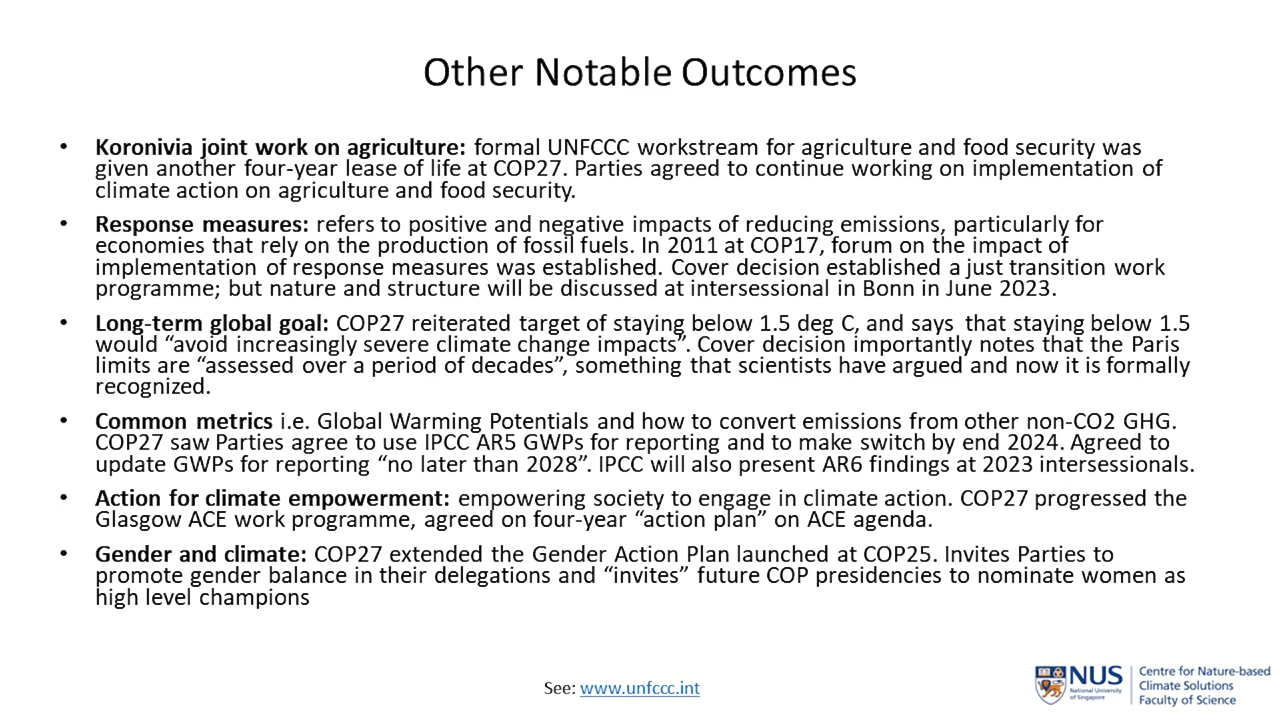 Other Notable Outcomes
• Koronivia joint work on agriculture: formal UNFCCC workstream for agriculture and food security was
given another four-year lease of life at COP27. Parties agreed to continue working on implementation of
climate action on agriculture and food security.
• Response measures: refers to positive and negative impacts of reducing emissions, particularly for
economies that rely on the production of fossil fuels. In 2011 at COP17, forum on the impact of
implementation of response measures was established. Cover decision established a just transition work
programme; but nature and structure will be discussed at intersessional in Bonn in June 2023.
• Long-term global goal: COP27 reiterated target of staying below 1.5 deg C, and says that staying below 1.5
would “avoid increasingly severe climate change impacts”. Cover decision importantly notes that the Paris
limits are “assessed over a period of decades”, something that scientists have argued and now it is formally
recognized.
• Common metrics i.e. Global Warming Potentials and how to convert emissions from other non-CO2 GHG.
COP27 saw Parties agree to use IPCC AR5 GWPs for reporting and to make switch by end 2024. Agreed to
update GWPs for reporting “no later than 2028”. IPCC will also present AR6 findings at 2023 intersessionals.
• Action for climate empowerment: empowering society to engage in climate action. COP27 progressed the
Glasgow ACE work programme, agreed on four-year “action plan” on ACE agenda.
• Gender and climate: COP27 extended the Gender Action Plan launched at COP25. Invites Parties to
promote gender balance in their delegations and “invites” future COP presidencies to nominate women as
high level champions
See: www.unfccc.int
NUS
National University
of Singapore
Centre for Nature-based
Climate Solutions
Faculty of Science